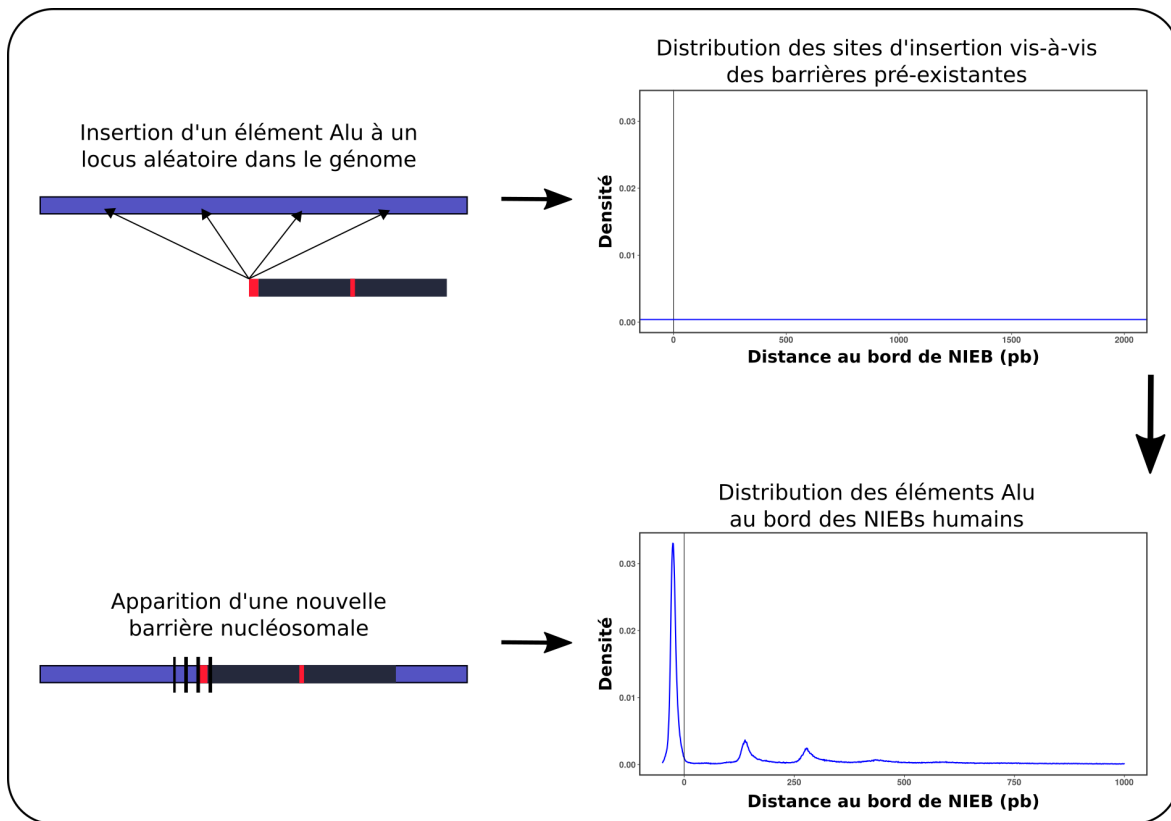 Insertion d'un élément Alu à un
locus aléatoire dans le génome
Distribution des sites d'insertion vis-à-vis
des barrières pré-existantes
Densité
0.03
0.02
0.01
0.00
0
500
1000
1500
2000
Distance au bord de NIEB (pb)
Apparition d'une nouvelle
barrière nucléosomale
Distribution des éléments Alu
au bord des NIEBs humains
Densité
0.03
0.02
0.01
0.00
0
250
500
750
1000
Distance au bord de NIEB (pb)